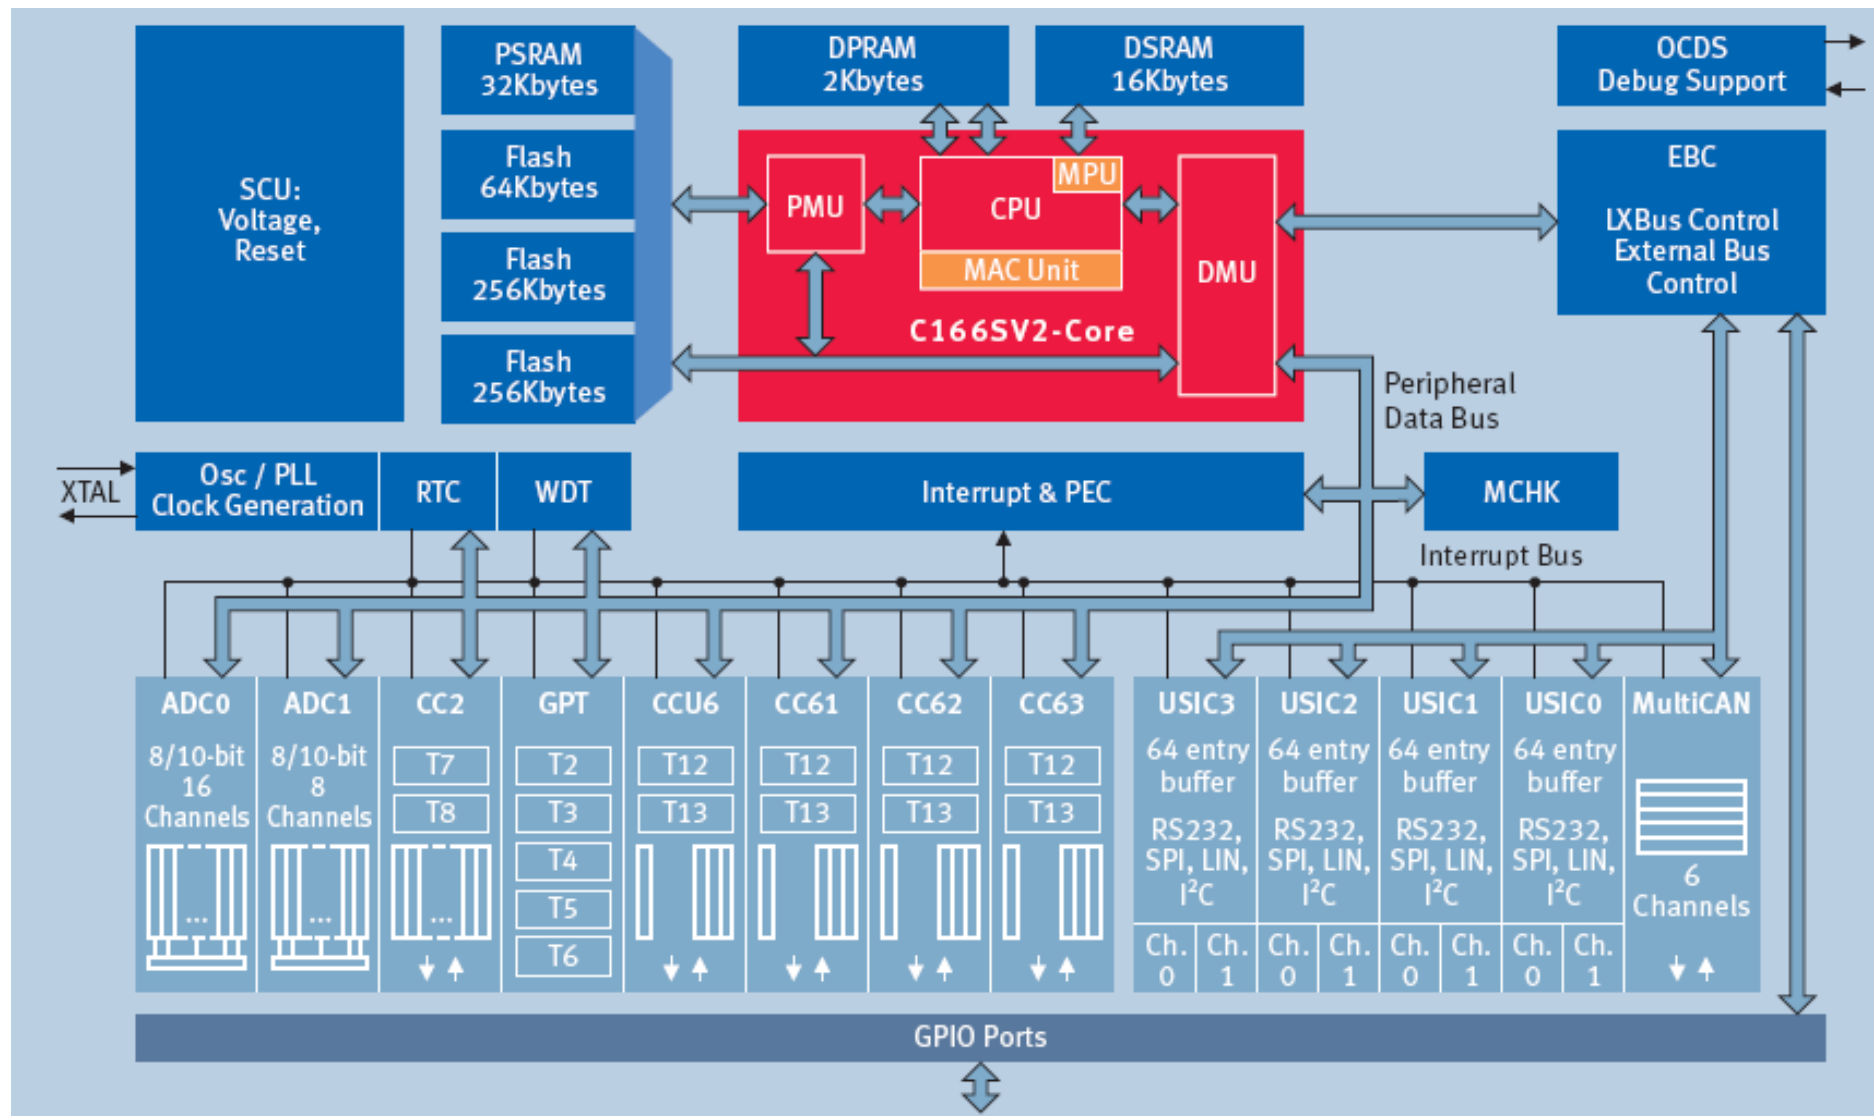 SCU:
Voltage,
Reset
PSRAM
32Kbytes
Flash
64Kbytes
Flash
256Kbytes
Flash
256Kbytes
DPRAM
2Kbytes
DSRAM
16Kbytes
PMU
MPU
CPU
MAC Unit
DMU
C166SV2-Core
OCDS
Debug Support
EBC
LXBus Control
External Bus
Control
Peripheral
Data Bus
XTAL
Osc / PLL
Clock Generation
RTC
WDT
Interrupt & PEC
MCHK
Interrupt Bus
ADC0
8/10-bit
16
Channels
...
ADC1
8/10-bit
8
Channels
...
CC2
T7
T8
...
GPT
T2
T3
T4
T5
T6
CCU6
T12
T13
CC61
T12
T13
CC62
T12
T13
CC63
T12
T13
USIC3
64 entry
buffer
RS232,
SPI, LIN,
I²C
Ch.
0
Ch.
1
USIC2
64 entry
buffer
RS232,
SPI, LIN,
I²C
Ch.
0
Ch.
1
USIC1
64 entry
buffer
RS232,
SPI, LIN,
I²C
Ch.
0
Ch.
1
USIC0
64 entry
buffer
RS232,
SPI, LIN,
I²C
Ch.
0
Ch.
1
MultiCAN
6
Channels
GPIO Ports